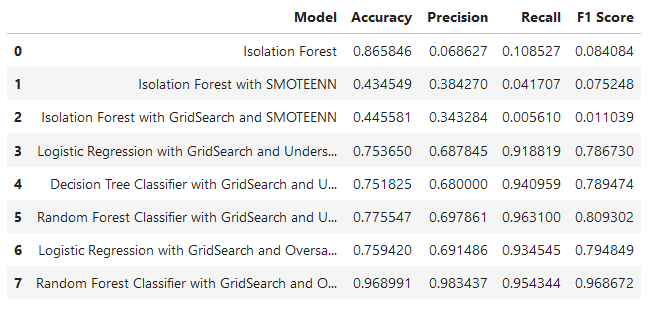 Model Accuracy Precision Recall F1 Score
0 Isolation Forest 0.865846 0.068627 0.108527 0.084084
1 Isolation Forest with SMOTEENN 0.434549 0.384270 0.041707 0.075248
2 Isolation Forest with GridSearch and SMOTEENN 0.445581 0.343284 0.005610 0.011039
3 Logistic Regression with GridSearch and Unders... 0.753650 0.687845 0.918819 0.786730
4 Decision Tree Classifier with GridSearch and U... 0.751825 0.680000 0.940959 0.789474
5 Random Forest Classifier with GridSearch and U... 0.775547 0.697861 0.963100 0.809302
6 Logistic Regression with GridSearch and Oversa... 0.759420 0.691486 0.934545 0.794849
7 Random Forest Classifier with GridSearch and O... 0.968991 0.983437 0.954344 0.968672